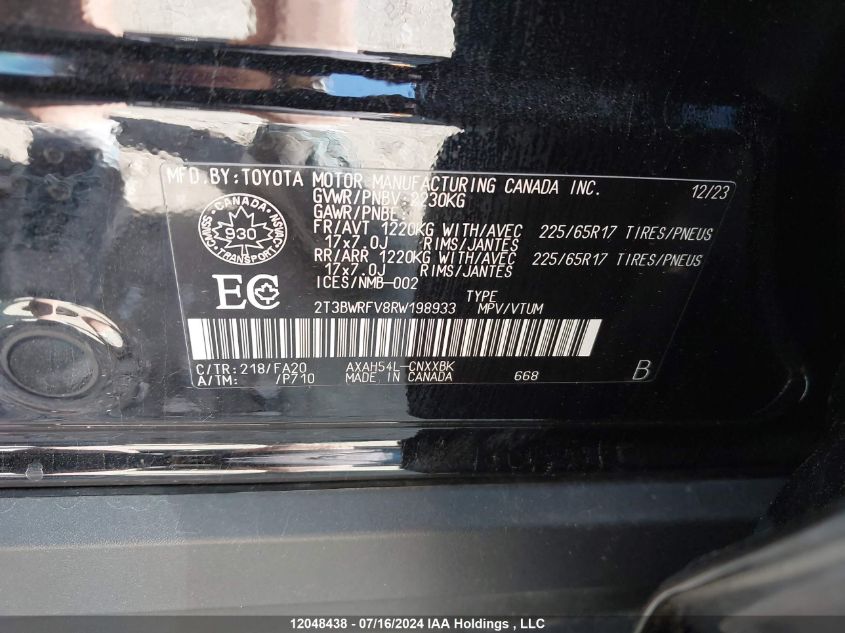 MFD. BY: TOYOTA MOTOR MANUFACTURING CANADA INC. 12/23
GVWR/PNBV: 2230KG
GAWR/PNBE:
FR/AVT 1220KG WITH/AVEC 225/65R17 TIRES/PNEUS
17x7.0J RIMS/JANTES
RR/ARR 1220KG WITH/AVEC 225/65R17 TIRES/PNEUS
17x7.0J RIMS/JANTES
ICES/NMB-002
CANADA
CMVSS NSVAC
930
TRANSPORT
EC
TYPE
2T3BWRFV8RW198933 MPV/VTUM
C/TR: 218/FA20 AXAH54L-CNXXBK
A/TM: /P710 MADE IN CANADA 668 B
12048438 - 07/16/2024 IAA Holdings , LLC